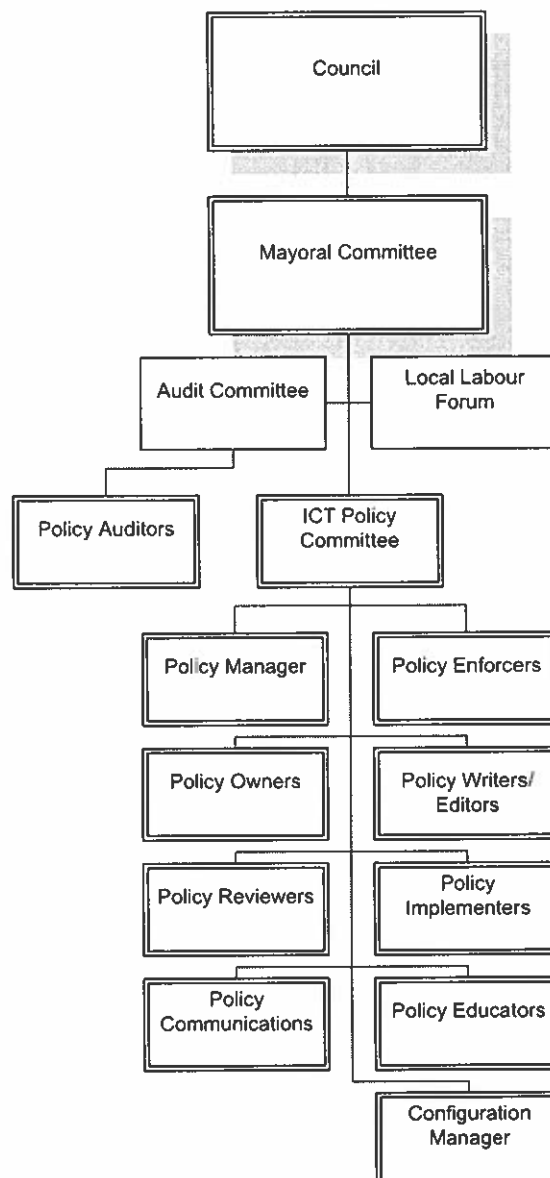 Council
Mayoral Committee
Audit Committee
Local Labour
Forum
Policy Auditors
ICT Policy
Committee
Policy Manager
Policy Enforcers
Policy Owners
Policy Writers/
Editors
Policy Reviewers
Policy
Implementers
Policy
Communications
Policy Educators
Configuration
Manager